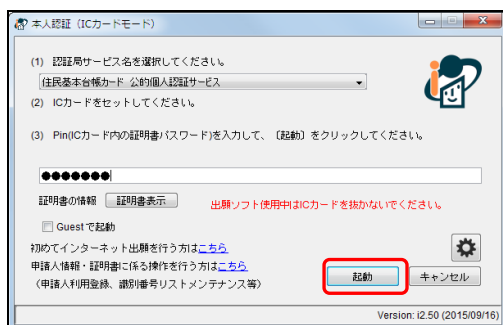 本人認証（ICカードモード）
(1) 認証局サービス名を選択してください。
住民基本台帳カード 公的個人認証サービス
(2) ICカードをセットしてください。
(3) Pin(ICカード内の証明書パスワード)を入力して、〔起動〕をクリックしてください。
●●●●●●●
証明書の情報 証明書表示 出願ソフト使用中はICカードを抜かないでください。
Guestで起動
初めてインターネット出願を行う方はこちら
申請人情報・証明書に係る操作を行う方はこちら
（申請人利用登録、識別番号リストメンテナンス等）
起動 キャンセル
Version: i2.50 (2015/09/16)